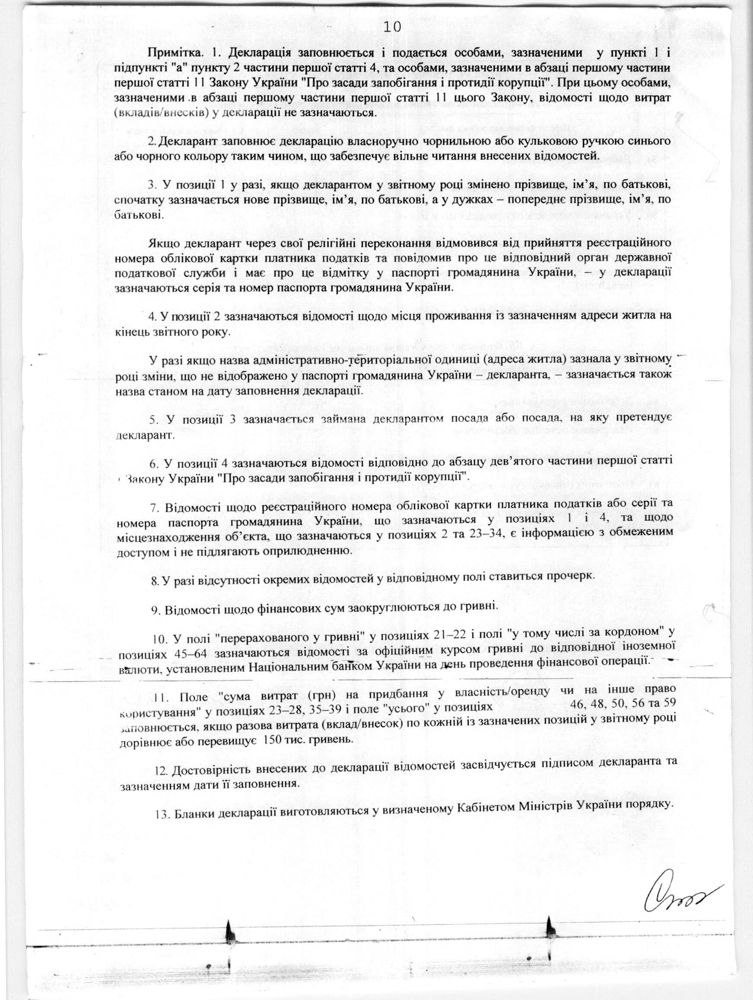 10
Примітка. 1. Декларація заповнюється і подається особами, зазначеними у пункті 1 і
підпункті "а" пункту 2 частини першої статті 4, та особами, зазначеними в абзаці першому частини
першої статті 11 Закону України "Про засади запобігання і протидії корупції". При цьому особами,
зазначеними в абзаці першому частини першої статті 11 цього Закону, відомості щодо витрат
(вкладів/внесків) у декларації не зазначаються.
2. Декларант заповнює декларацію власноручно чорнильною або кульковою ручкою синього
або чорного кольору таким чином, що забезпечує вільне читання внесених відомостей.
3. У позиції 1 у разі, якщо декларантом у звітному році змінено прізвище, ім’я, по батькові,
спочатку зазначається нове прізвище, ім’я, по батькові, а у дужках – попереднє прізвище, ім’я, по
батькові.
Якщо декларант через свої релігійні переконання відмовився від прийняття реєстраційного
номера облікової картки платника податків та повідомив про це відповідний орган державної
податкової служби і має про це відмітку у паспорті громадянина України, – у декларації
зазначаються серія та номер паспорта громадянина України.
4. У позиції 2 зазначаються відомості щодо місця проживання із зазначенням адреси житла на
кінець звітного року.
У разі якщо назва адміністративно-територіальної одиниці (адреса житла) зазнала у звітному
році зміни, що не відображено у паспорті громадянина України – декларанта, – зазначається також
назва станом на дату заповнення декларації.
5. У позиції 3 зазначається займана декларантом посада або посада, на яку претендує
декларант.
6. У позиції 4 зазначаються відомості відповідно до абзацу дев’ятого частини першої статті
Закону України "Про засади запобігання і протидії корупції".
7. Відомості щодо реєстраційного номера облікової картки платника податків або серії та
номера паспорта громадянина України, що зазначаються у позиціях 1 і 4, та щодо
місцезнаходження об’єкта, що зазначаються у позиціях 2 та 23–34, є інформацією з обмеженим
доступом і не підлягають оприлюдненню.
8. У разі відсутності окремих відомостей у відповідному полі ставиться прочерк.
9. Відомості щодо фінансових сум заокруглюються до гривні.
10. У полі "перерахованого у гривні" у позиціях 21–22 і полі "у тому числі за кордоном" у
позиціях 45–64 зазначаються відомості за офіційним курсом гривні до відповідної іноземної
валюти, установленим Національним банком України на день проведення фінансової операції.
11. Поле "сума витрат (грн) на придбання у власність/оренду чи на інше право
користування" у позиціях 23–28, 35–39 і поле "усього" у позиціях 46, 48, 50, 56 та 59
заповнюється, якщо разова витрата (вклад/внесок) по кожній із зазначених позицій у звітному році
дорівнює або перевищує 150 тис. гривень.
12. Достовірність внесених до декларації відомостей засвідчується підписом декларанта та
зазначенням дати її заповнення.
13. Бланки декларації виготовляються у визначеному Кабінетом Міністрів України порядку.